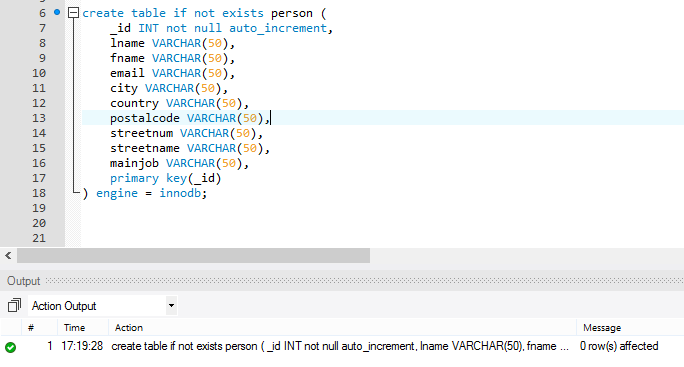 6 create table if not exists person (
7 _id INT not null auto_increment,
8 lname VARCHAR(50),
9 fname VARCHAR(50),
10 email VARCHAR(50),
11 city VARCHAR(50),
12 country VARCHAR(50),
13 postalcode VARCHAR(50),
14 streetnum VARCHAR(50),
15 streetname VARCHAR(50),
16 mainjob VARCHAR(50),
17 primary key(_id)
18 ) engine = innodb;
19
20
21
Output
Action Output
# Time Action Message
1 17:19:28 create table if not exists person ( _id INT not null auto_increment, lname VARCHAR(50), fname ... 0 row(s) affected